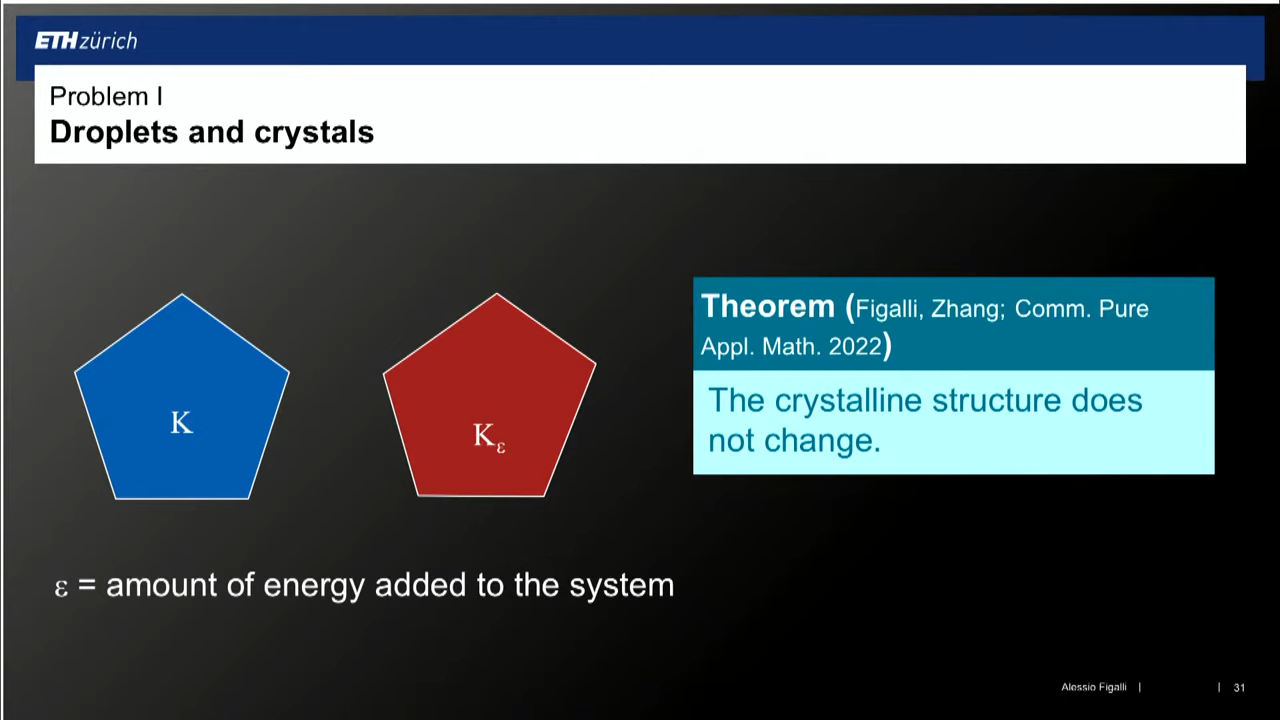 ETH zürich
Problem I
Droplets and crystals
Theorem (Figalli, Zhang; Comm. Pure
Appl. Math. 2022)
The crystalline structure does
not change.
K
Kε
ε = amount of energy added to the system
Alessio Figalli | | 31